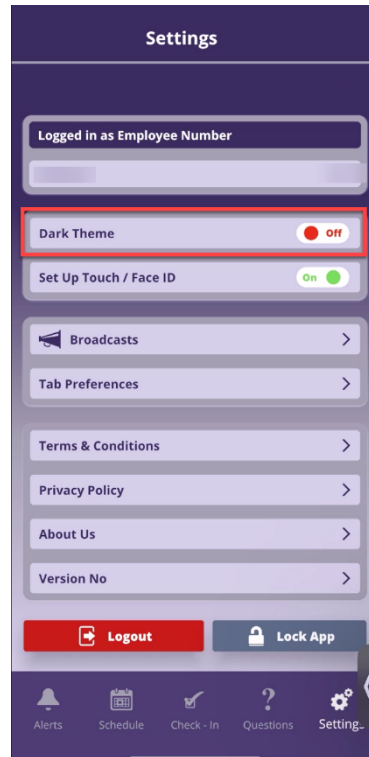 Settings
Logged in as Employee Number
Dark Theme Off
Set Up Touch / Face ID On
Broadcasts
Tab Preferences
Terms & Conditions
Privacy Policy
About Us
Version No
Logout Lock App
Alerts Schedule Check - In Questions